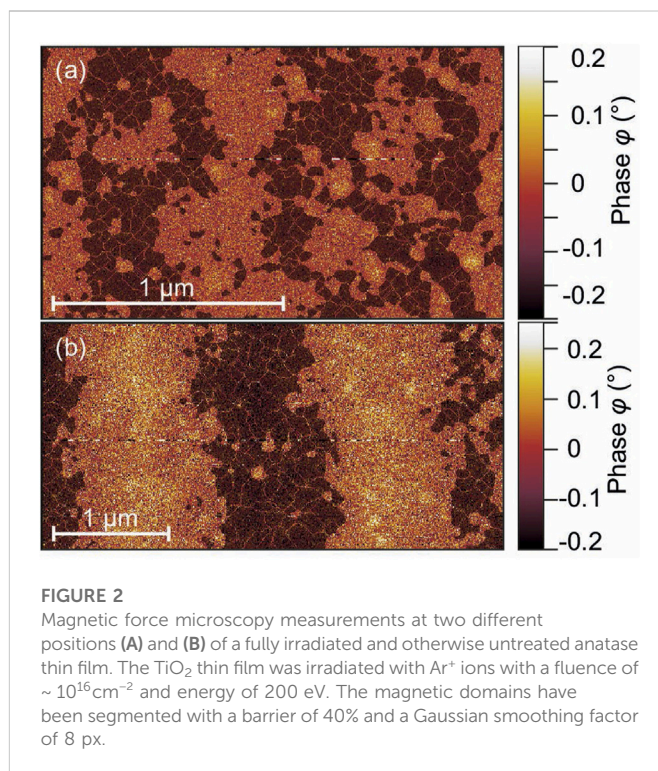 (a)
1 μm
0.2
0.1
0
-0.1
-0.2
Phase φ (°)
(b)
1 μm
0.2
0.1
0
-0.1
-0.2
Phase φ (°)
FIGURE 2
Magnetic force microscopy measurements at two different
positions (A) and (B) of a fully irradiated and otherwise untreated anatase
thin film. The TiO₂ thin film was irradiated with Ar⁺ ions with a fluence of
~ 10¹⁶cm⁻² and energy of 200 eV. The magnetic domains have
been segmented with a barrier of 40% and a Gaussian smoothing factor
of 8 px.